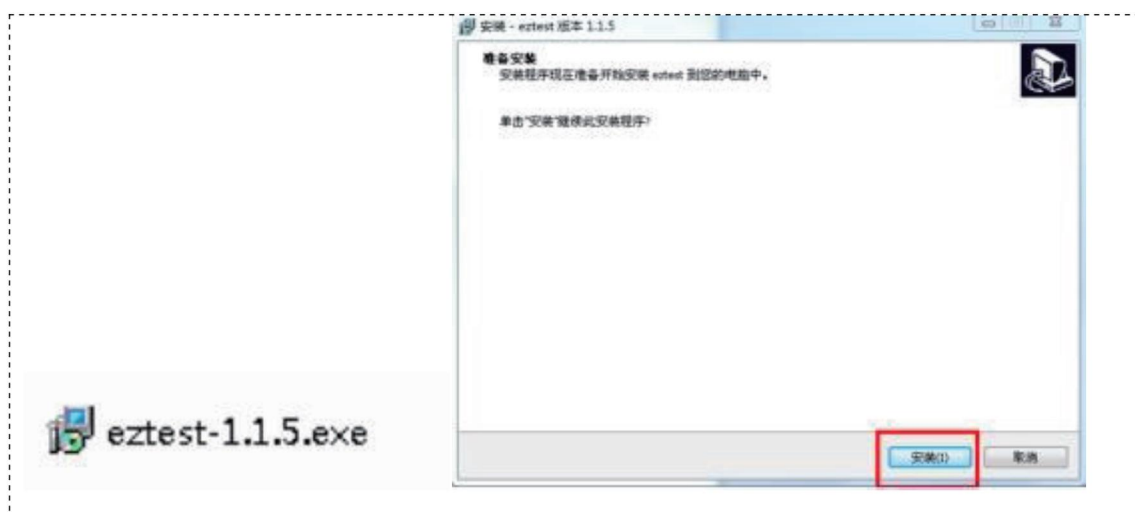 安装 - eztest 版本 1.1.5
准备安装
安装程序现在准备开始安装 eztest 到您的电脑中。
单击“安装”继续此安装程序?
eztest-1.1.5.exe
安装(I)
取消